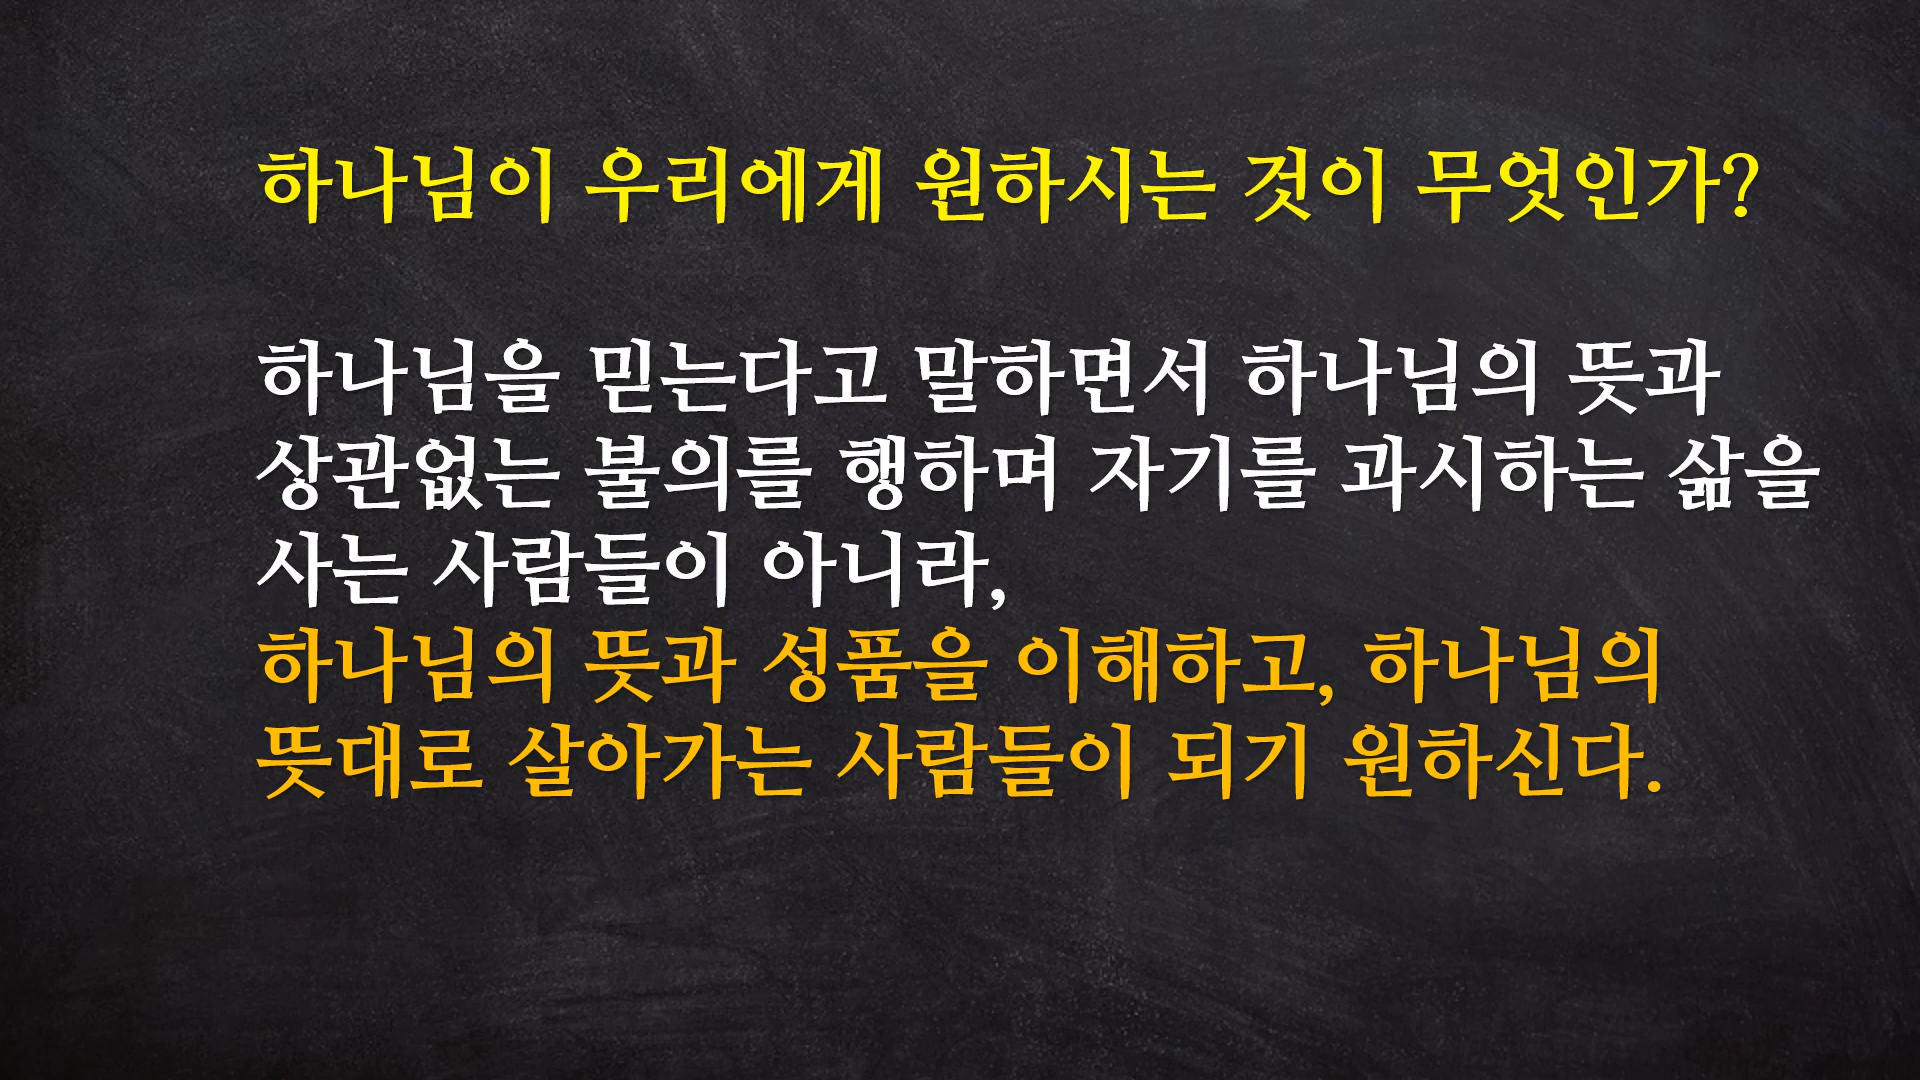 하나님이 우리에게 원하시는 것이 무엇인가?
하나님을 믿는다고 말하면서 하나님의 뜻과
상관없는 불의를 행하며 자기를 과시하는 삶을
사는 사람들이 아니라,
하나님의 뜻과 성품을 이해하고, 하나님의
뜻대로 살아가는 사람들이 되기 원하신다.